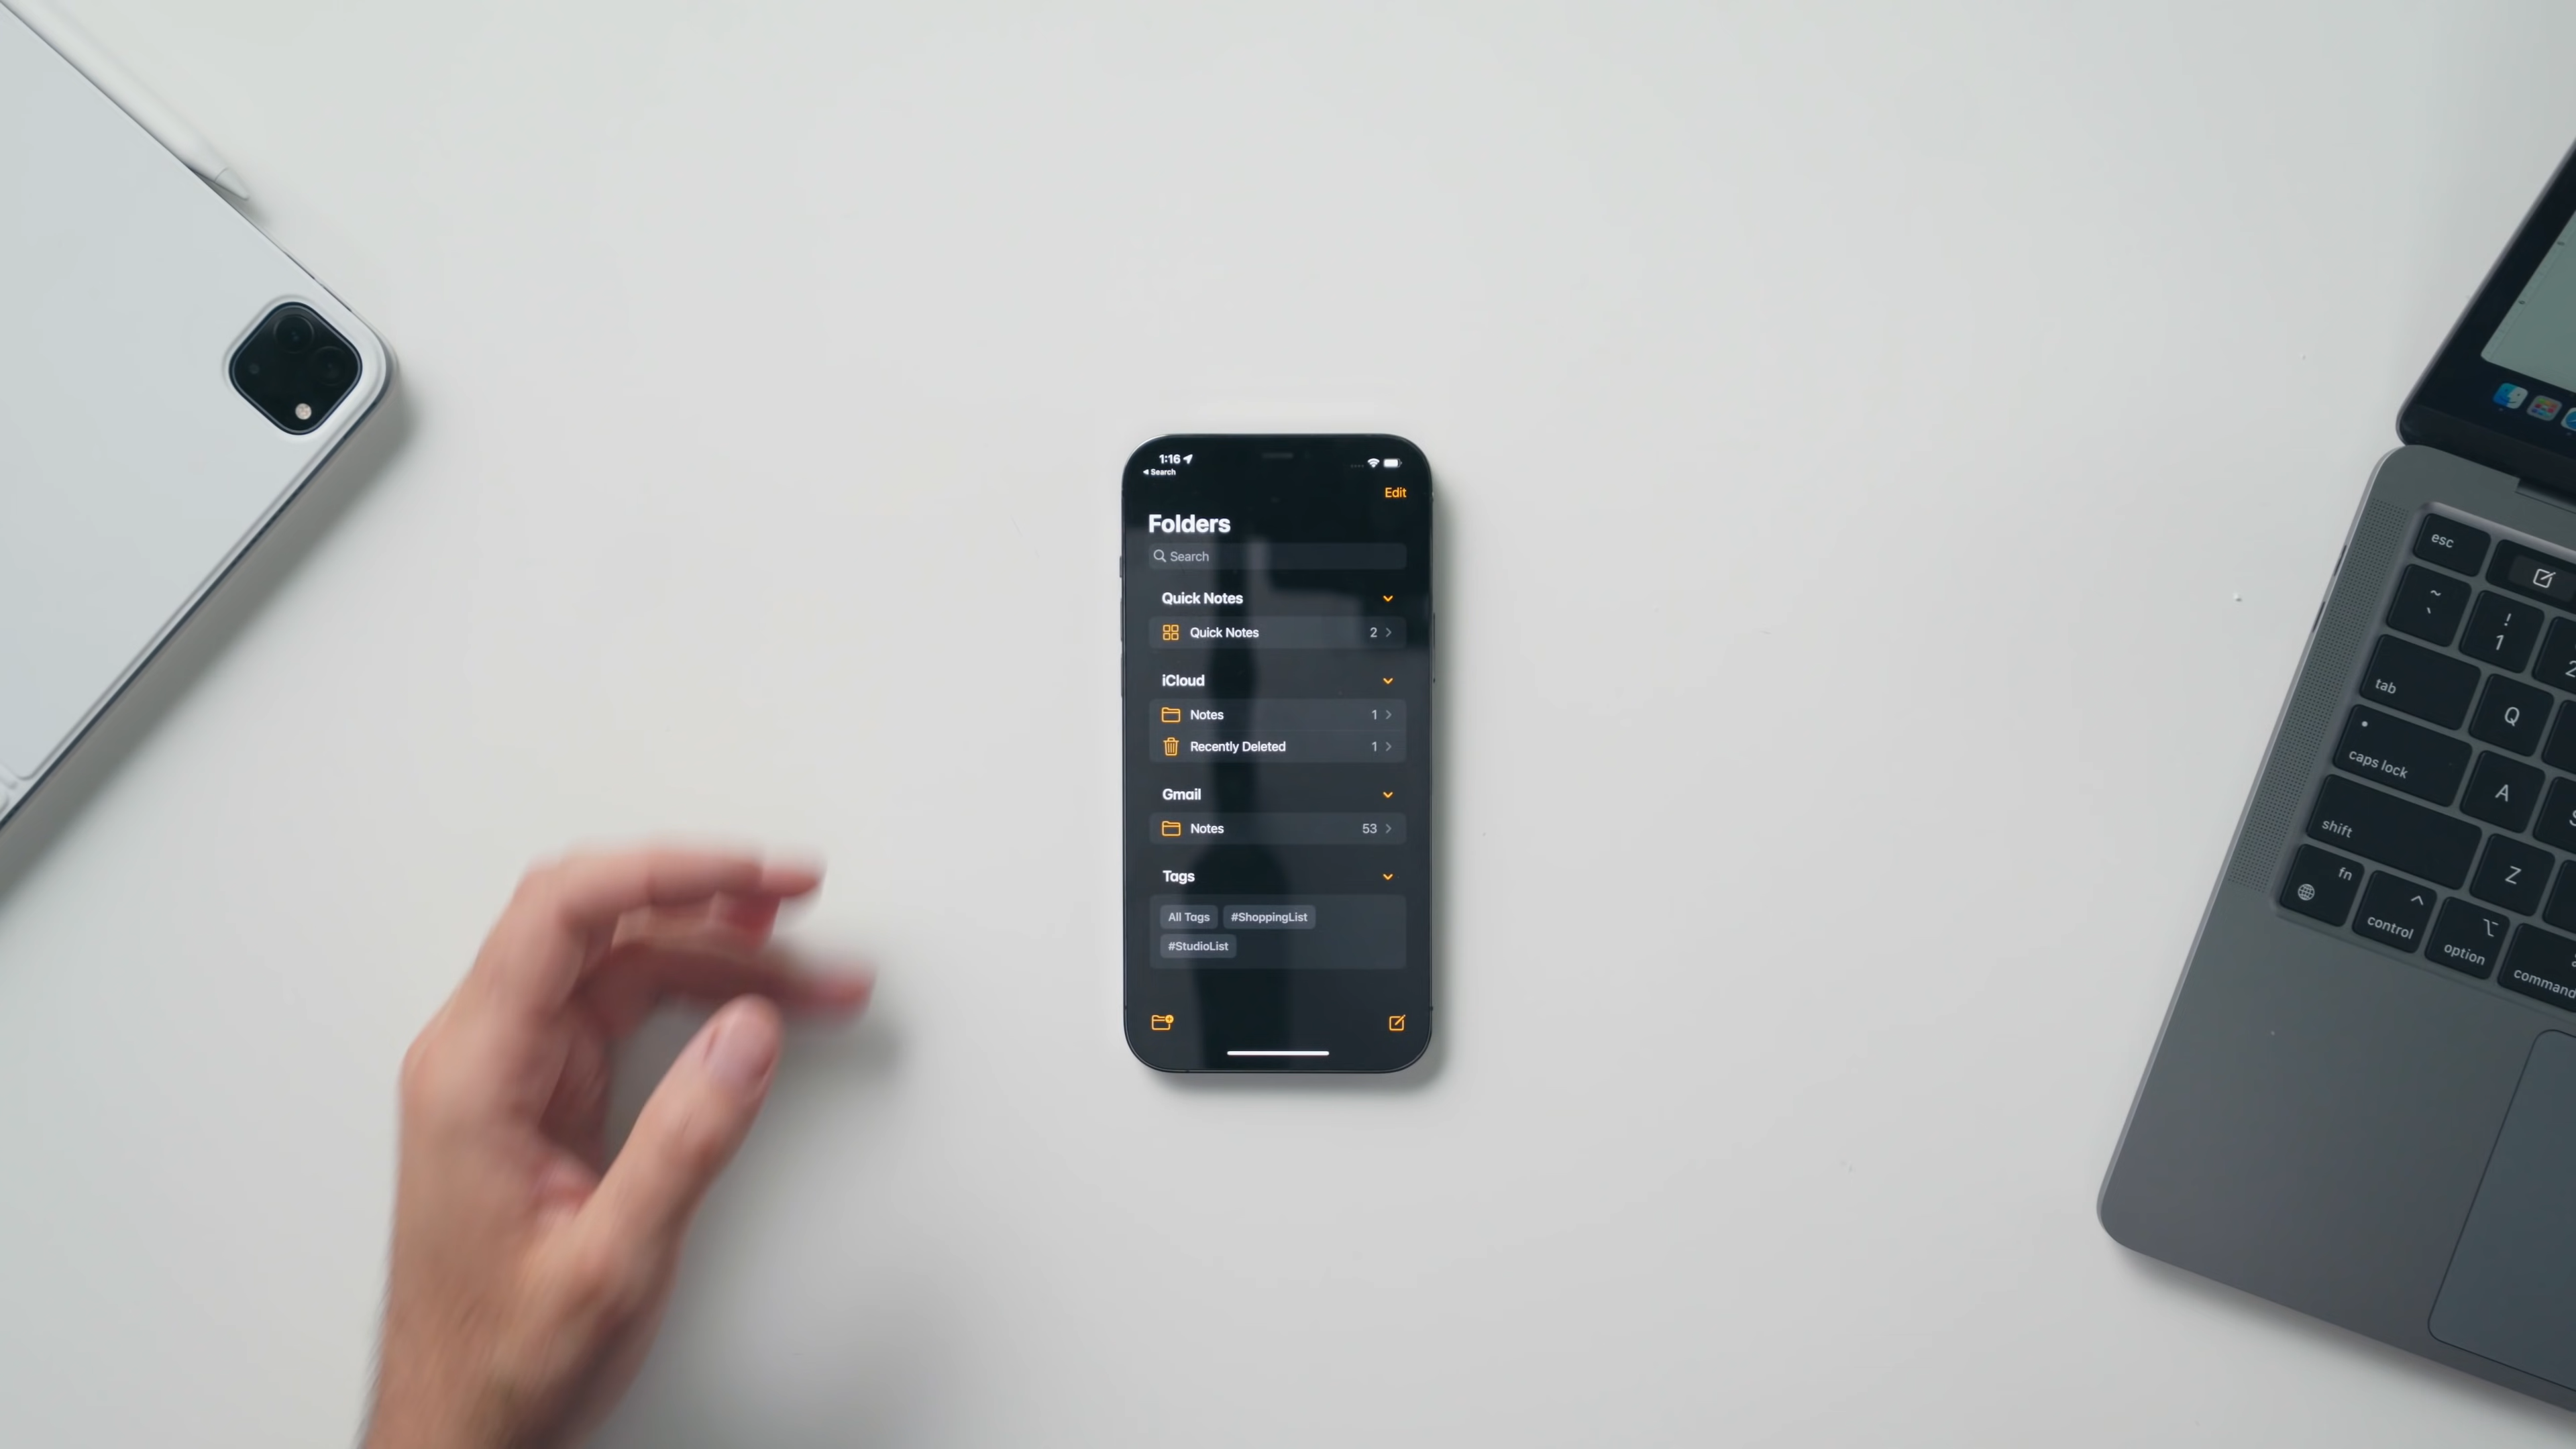 1:16
Search
Edit
Folders
Search
Quick Notes
Quick Notes 2
iCloud
Notes 1
Recently Deleted 1
Gmail
Notes 53
Tags
All Tags #ShoppingList
#StudioList
esc
~
`
!
1
2
tab
Q
caps lock
A
S
shift
Z
fn
control
option
command